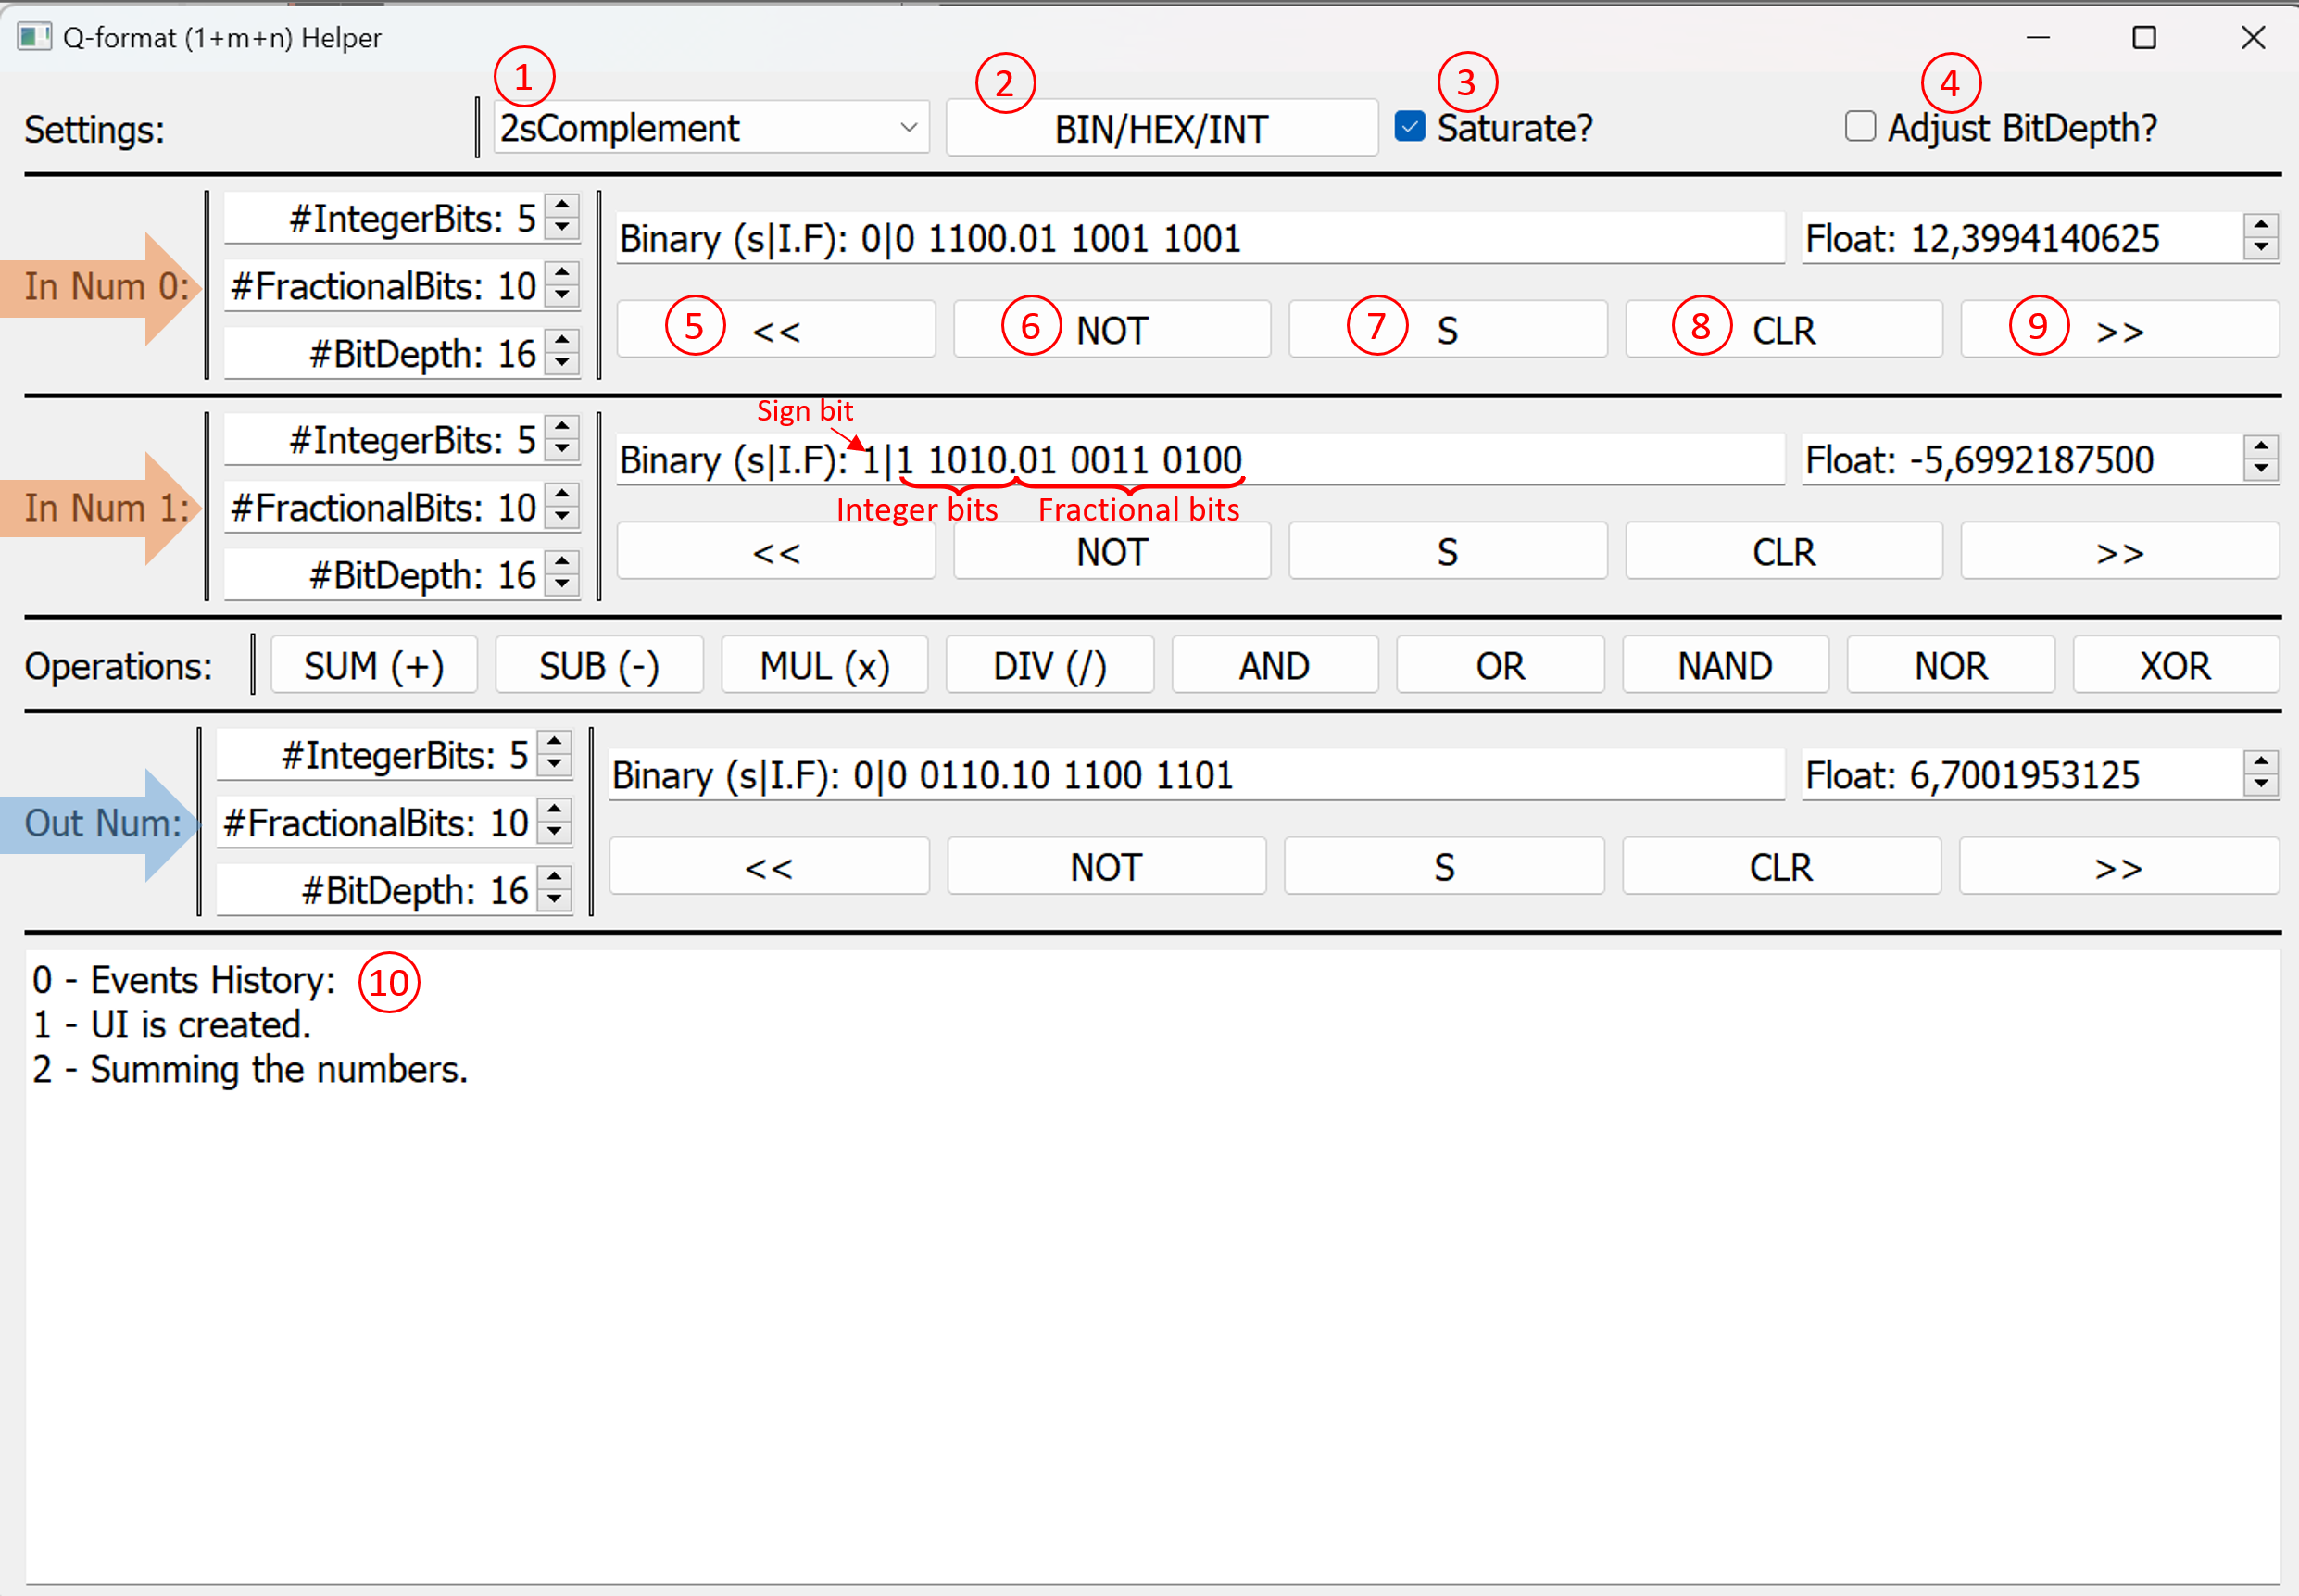 Q-format (1+m+n) Helper
1 2 3 4
Settings: 2sComplement BIN/HEX/INT Saturate? Adjust BitDepth?
In Num 0:
#IntegerBits: 5
#FractionalBits: 10
#BitDepth: 16
Binary (s|I.F): 0|0 1100.01 1001 1001
Float: 12,3994140625
5 << 6 NOT 7 S 8 CLR 9 >>
In Num 1:
#IntegerBits: 5
#FractionalBits: 10
#BitDepth: 16
Sign bit
Binary (s|I.F): 1|1 1010.01 0011 0100
Float: -5,6992187500
Integer bits Fractional bits
<< NOT S CLR >>
Operations: SUM (+) SUB (-) MUL (x) DIV (/) AND OR NAND NOR XOR
Out Num:
#IntegerBits: 5
#FractionalBits: 10
#BitDepth: 16
Binary (s|I.F): 0|0 0110.10 1100 1101
Float: 6,7001953125
<< NOT S CLR >>
0 - Events History: 10
1 - UI is created.
2 - Summing the numbers.